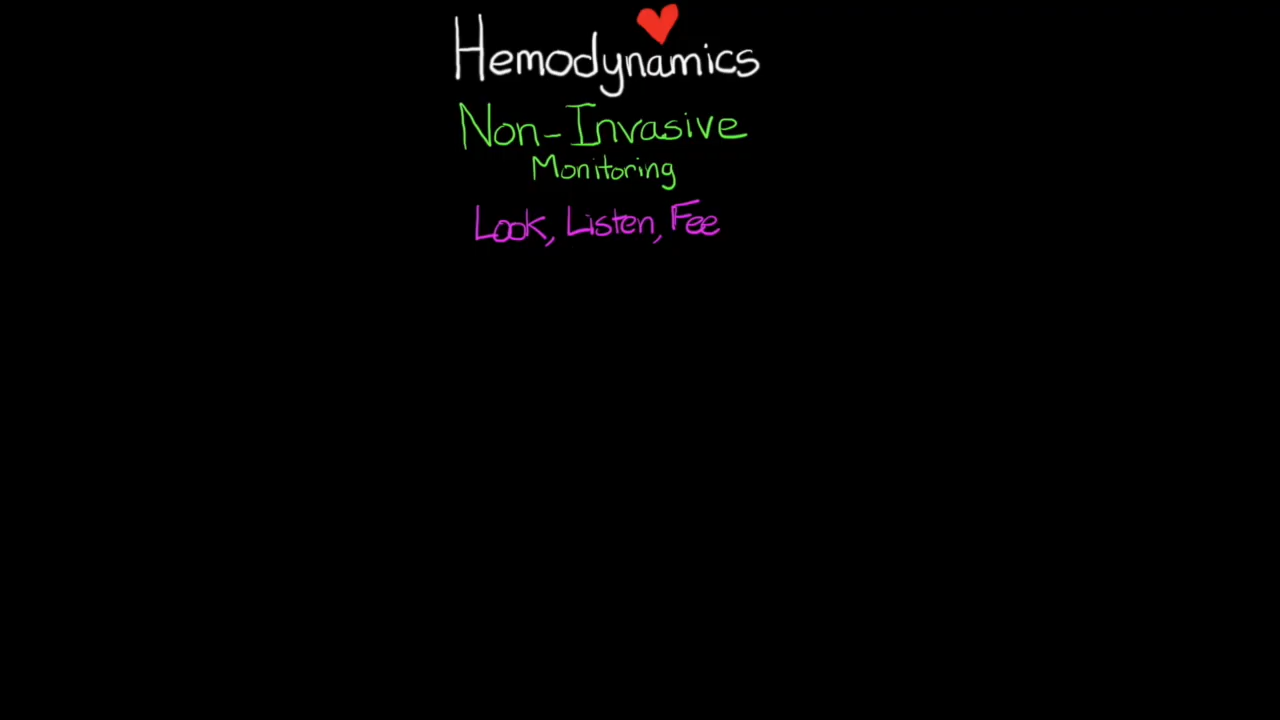 Hemodynamics
Non-Invasive
Monitoring
Look, Listen, Fee